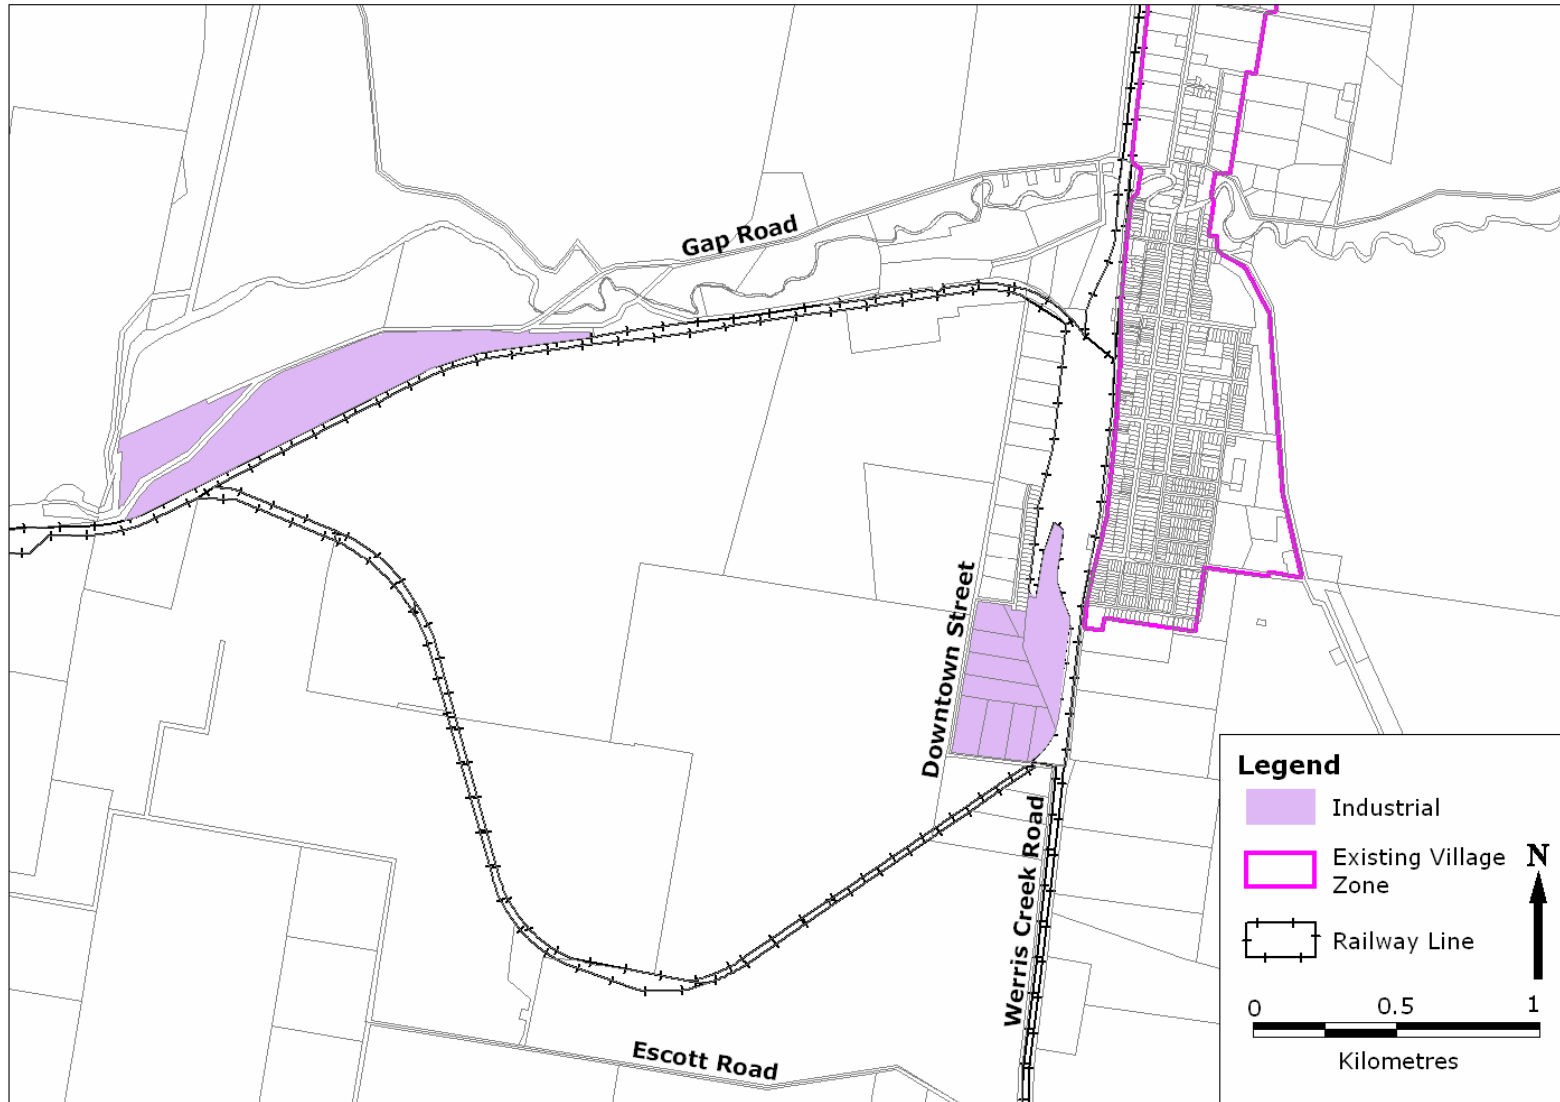 Gap Road
Downtown Street
Werris Creek Road
Escott Road
Legend
Industrial
Existing Village
Zone
Railway Line
N
0 0.5 1
Kilometres